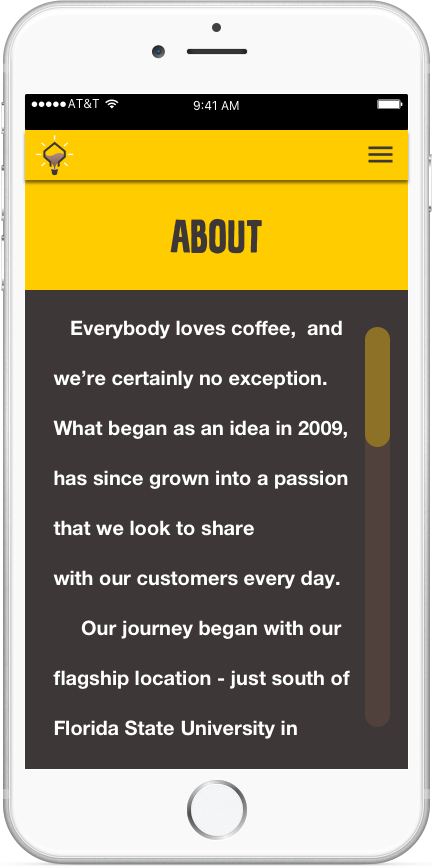 AT&T 9:41 AM
ABOUT
Everybody loves coffee, and
we’re certainly no exception.
What began as an idea in 2009,
has since grown into a passion
that we look to share
with our customers every day.
Our journey began with our
flagship location - just south of
Florida State University in